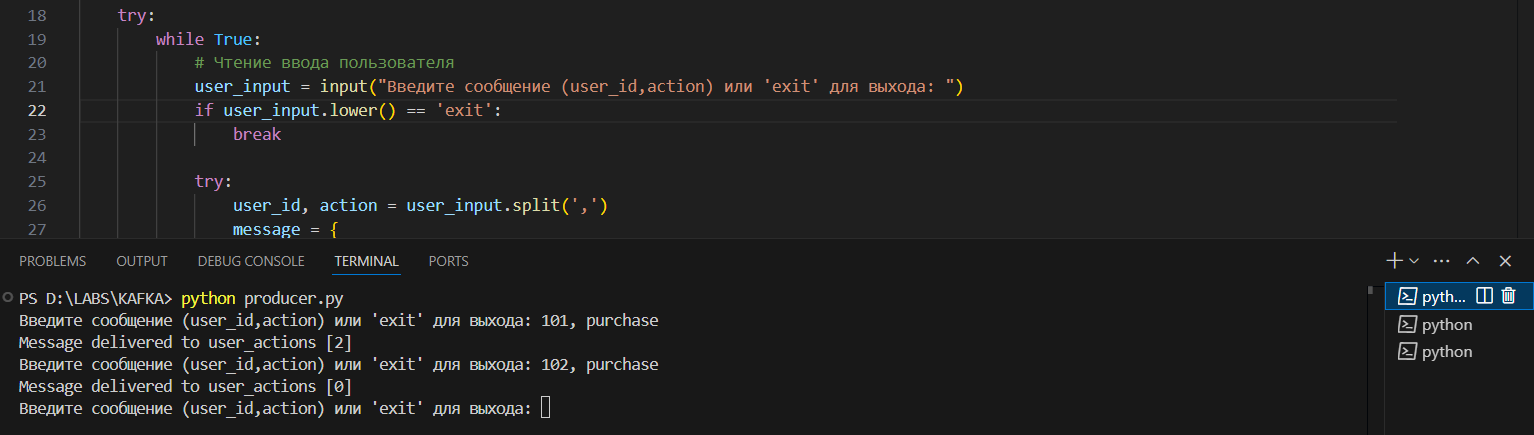 18 try:
19 while True:
20 # Чтение ввода пользователя
21 user_input = input("Введите сообщение (user_id,action) или 'exit' для выхода: ")
22 if user_input.lower() == 'exit':
23 break
24
25 try:
26 user_id, action = user_input.split(',')
27 message = {
PROBLEMS OUTPUT DEBUG CONSOLE TERMINAL PORTS
PS D:\LABS\KAFKA> python producer.py
Введите сообщение (user_id,action) или 'exit' для выхода: 101, purchase
Message delivered to user_actions [2]
Введите сообщение (user_id,action) или 'exit' для выхода: 102, purchase
Message delivered to user_actions [0]
Введите сообщение (user_id,action) или 'exit' для выхода:
pyth...
python
python